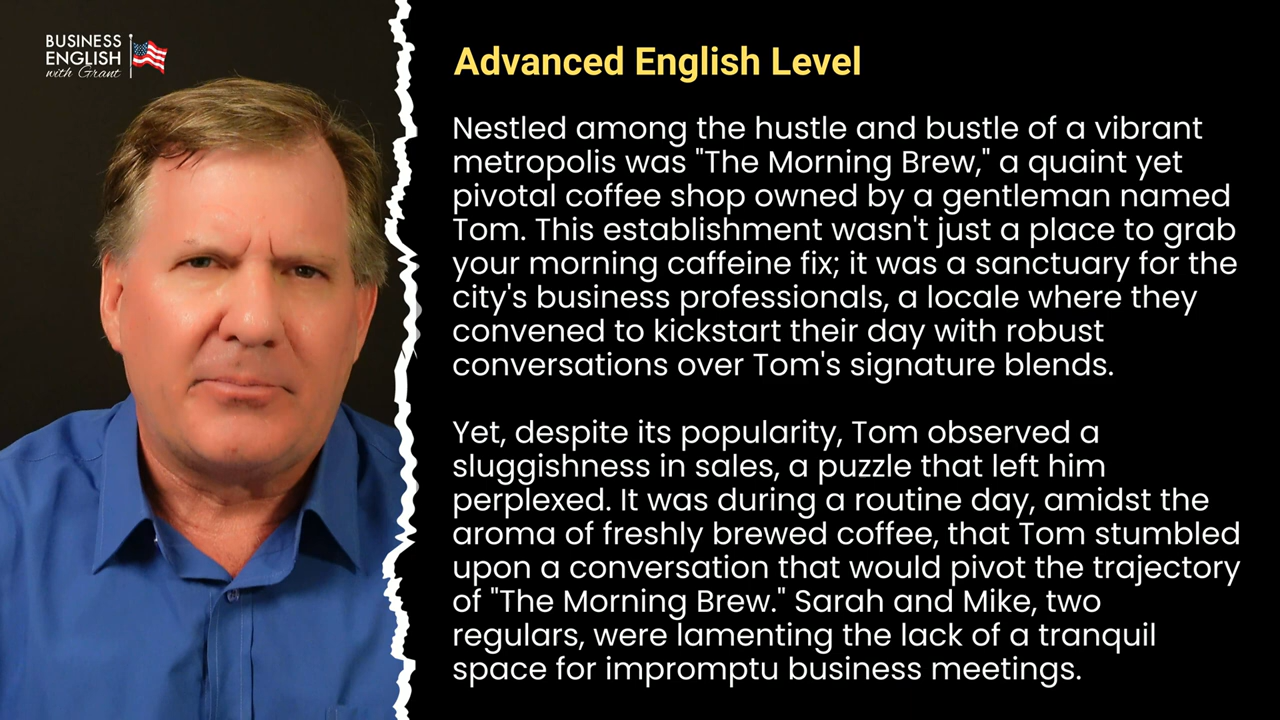 BUSINESS
ENGLISH
with Grant
Advanced English Level
Nestled among the hustle and bustle of a vibrant
metropolis was "The Morning Brew," a quaint yet
pivotal coffee shop owned by a gentleman named
Tom. This establishment wasn't just a place to grab
your morning caffeine fix; it was a sanctuary for the
city's business professionals, a locale where they
convened to kickstart their day with robust
conversations over Tom's signature blends.
Yet, despite its popularity, Tom observed a
sluggishness in sales, a puzzle that left him
perplexed. It was during a routine day, amidst the
aroma of freshly brewed coffee, that Tom stumbled
upon a conversation that would pivot the trajectory
of "The Morning Brew." Sarah and Mike, two
regulars, were lamenting the lack of a tranquil
space for impromptu business meetings.